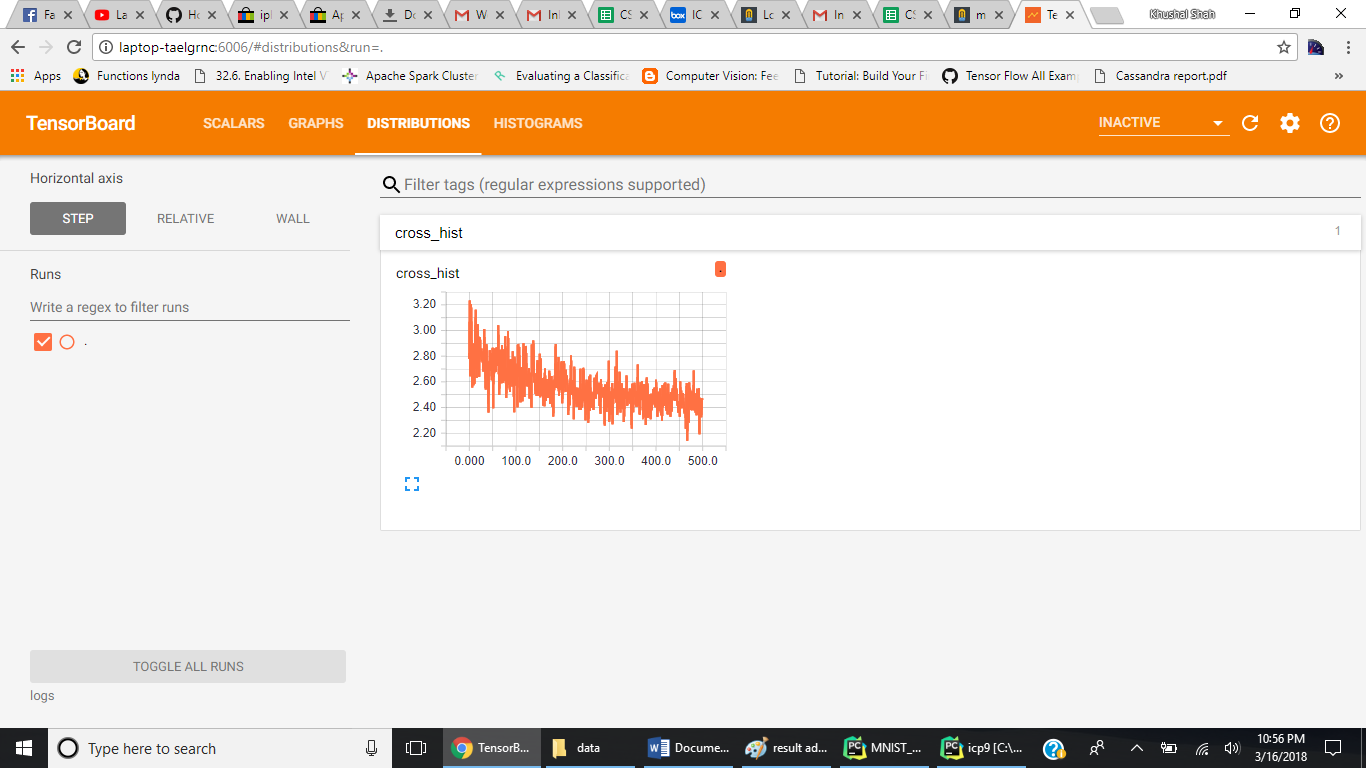 Fa La Ho ipl Ap Do W Inl CS IC Lo In CS m Te Khushal Shah
laptop-taelgrnc:6006/#distributions&run=.
Apps Functions lynda 32.6. Enabling Intel V Apache Spark Cluster Evaluating a Classific Computer Vision: Fee Tutorial: Build Your Fi Tensor Flow All Exam Cassandra report.pdf »
TensorBoard SCALARS GRAPHS DISTRIBUTIONS HISTOGRAMS INACTIVE
Horizontal axis
STEP RELATIVE WALL
Runs
Write a regex to filter runs
.
TOGGLE ALL RUNS
logs
Filter tags (regular expressions supported)
cross_hist 1
cross_hist .
3.20
3.00
2.80
2.60
2.40
2.20
0.000 100.0 200.0 300.0 400.0 500.0
Type here to search TensorB... data Docume... result ad... MNIST_... icp9 [C:\... 10:56 PM
3/16/2018